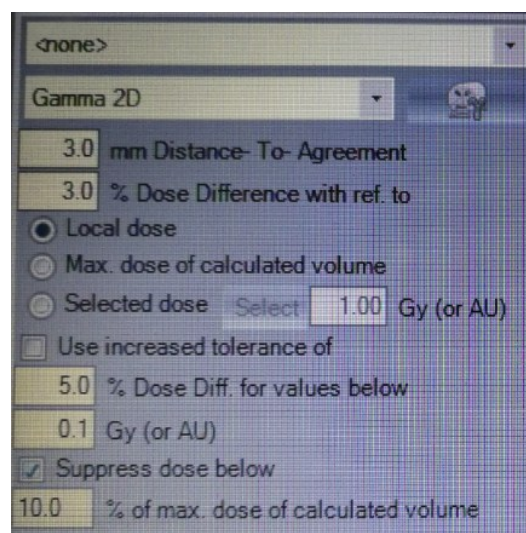 <none>
Gamma 2D
3.0 mm Distance- To- Agreement
3.0 % Dose Difference with ref. to
Local dose
Max. dose of calculated volume
Selected dose Select 1.00 Gy (or AU)
Use increased tolerance of
5.0 % Dose Diff. for values below
0.1 Gy (or AU)
Suppress dose below
10.0 % of max. dose of calculated volume